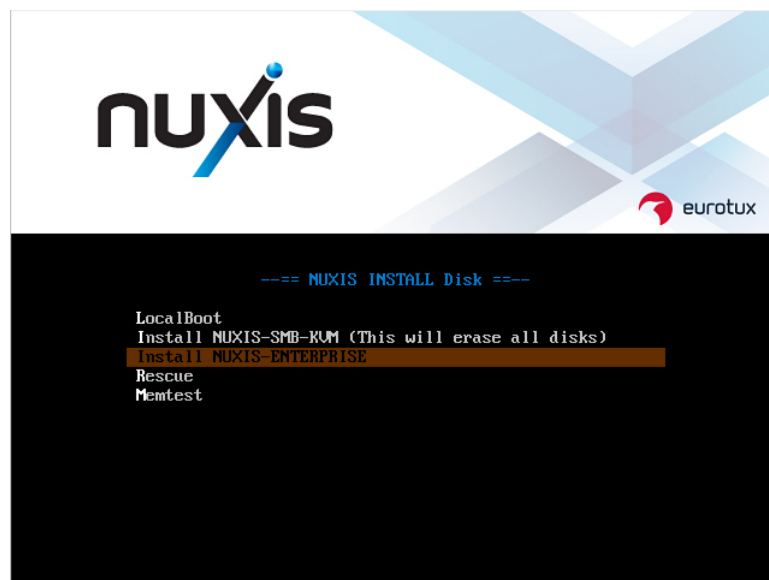 nuxis
eurotux
--== NUXIS INSTALL Disk ==--
LocalBoot
Install NUXIS-SMB-KVM (This will erase all disks)
Install NUXIS-ENTERPRISE
Rescue
Memtest